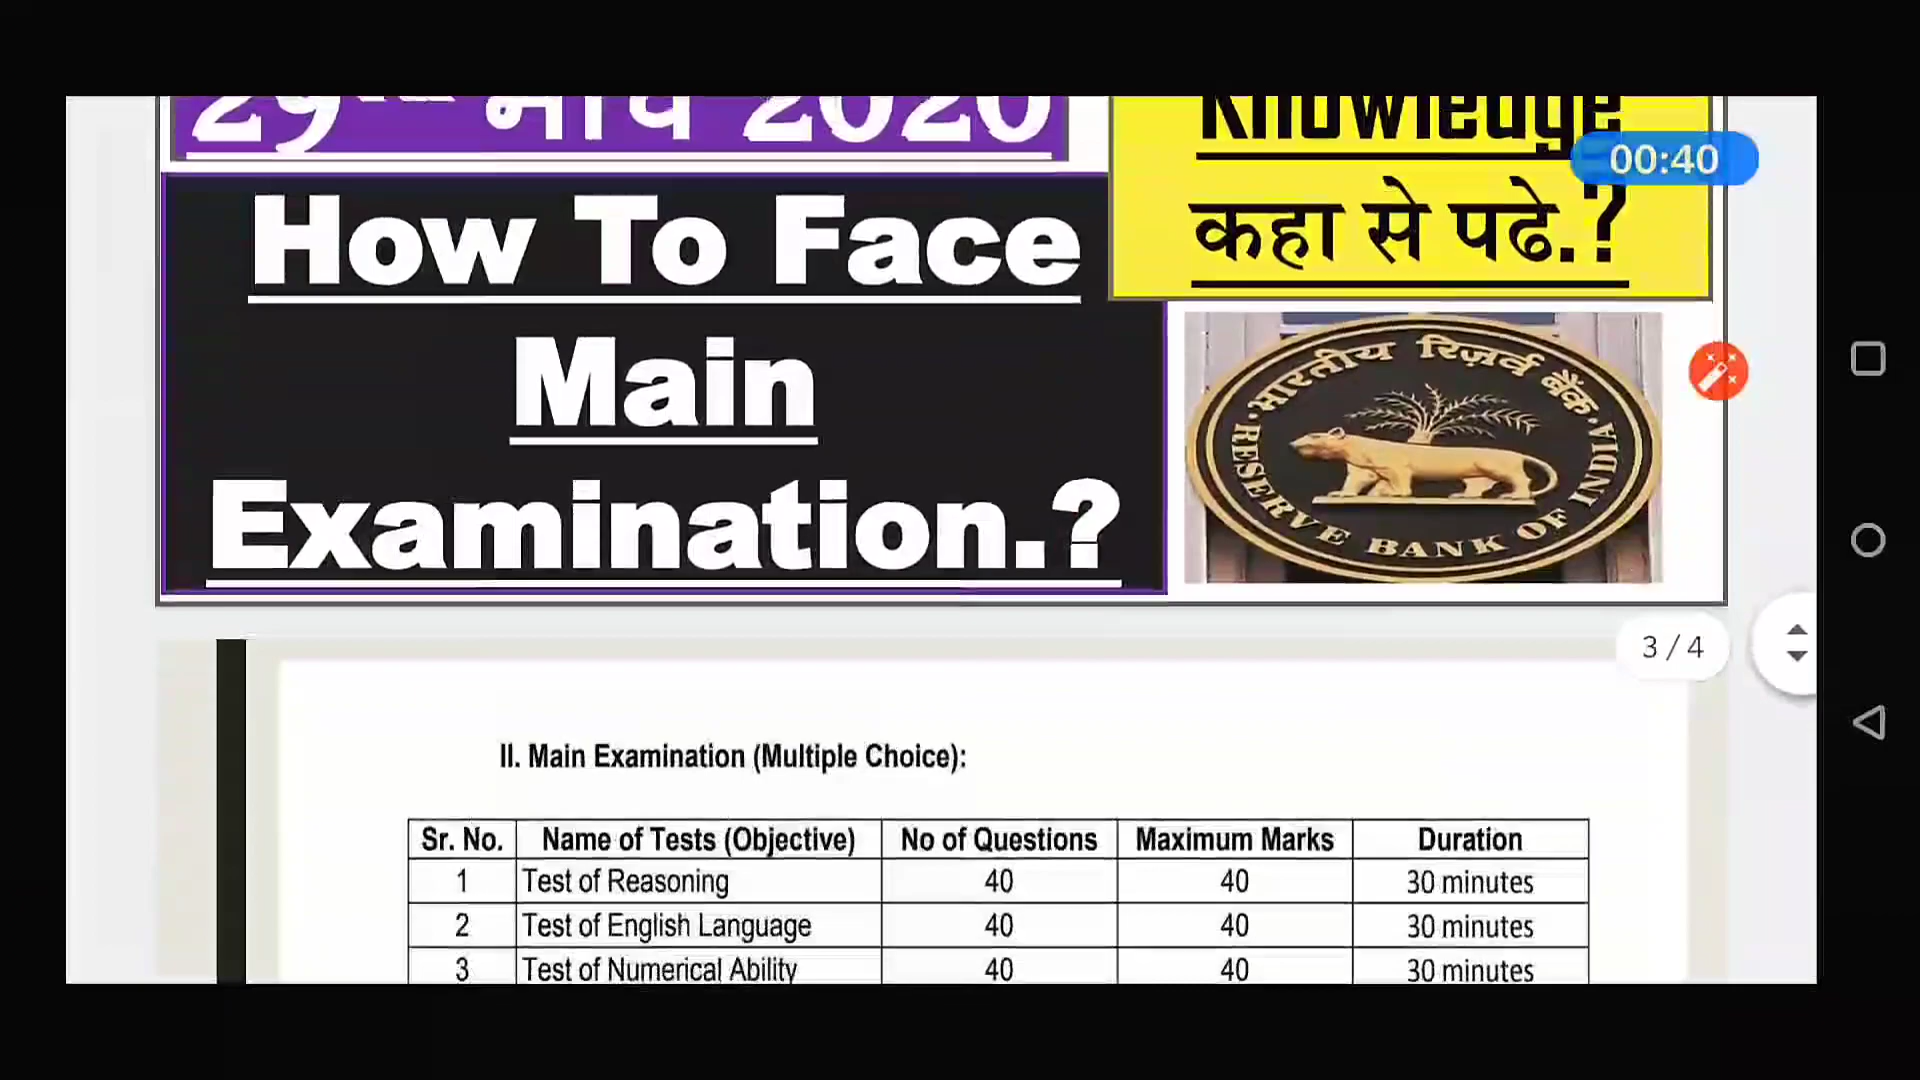 29 मार्च 2020
Knowledge
00:40
कहा से पढे.?
How To Face
Main
Examination.?
भारतीय रिज़र्व बैंक
RESERVE BANK OF INDIA
3 / 4
II. Main Examination (Multiple Choice):
Sr. No. Name of Tests (Objective) No of Questions Maximum Marks Duration
1 Test of Reasoning 40 40 30 minutes
2 Test of English Language 40 40 30 minutes
3 Test of Numerical Ability 40 40 30 minutes